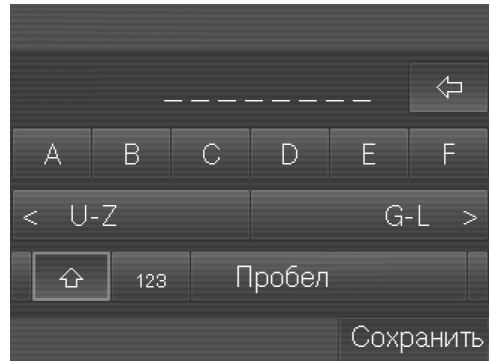 _ _ _ _ _ _ _ _ _
A B C D E F
< U-Z G-L >
123 Пробел
Сохранить